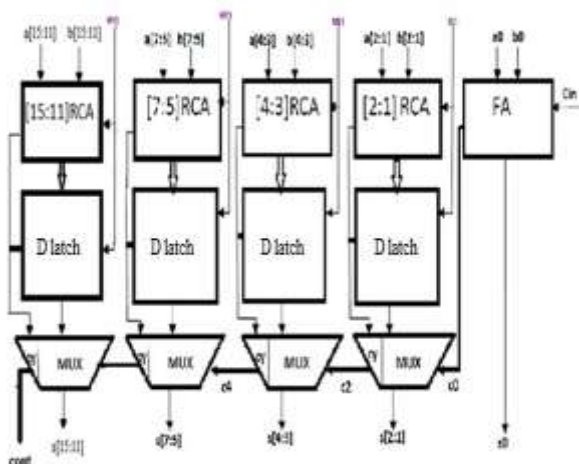 a[15:11] b[15:11]
a[7:5] b[7:5]
a[4:3] b[4:3]
a[2:1] b[2:1]
a0 b0
[15:11]RCA
[7:5]RCA
[4:3]RCA
[2:1]RCA
FA
Cin
D latch
D latch
D latch
D latch
MUX
MUX
MUX
MUX
c4
c2
c0
cout
s[15:11]
s[7:5]
s[4:3]
s[2:1]
s0